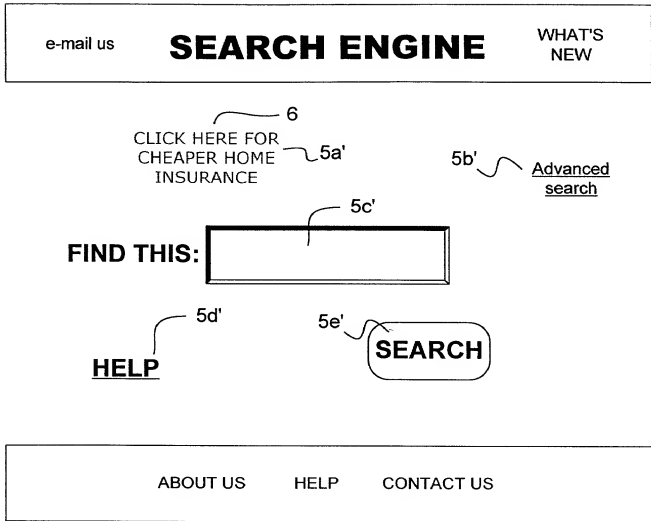 e-mail us SEARCH ENGINE WHAT'S
NEW
6
CLICK HERE FOR
CHEAPER HOME
INSURANCE
5a'
5b'
Advanced
search
5c'
FIND THIS:
5d'
5e'
HELP
SEARCH
ABOUT US HELP CONTACT US